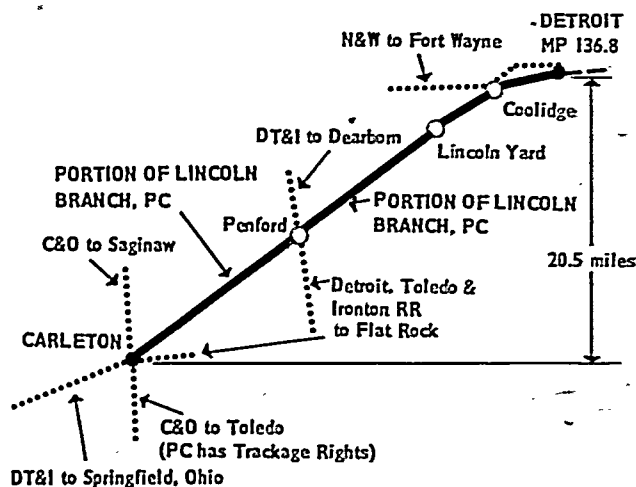 DETROIT
MP 136.8
N&W to Fort Wayne
Coolidge
DT&I to Dearborn
Lincoln Yard
PORTION OF LINCOLN
BRANCH, PC
PORTION OF LINCOLN
BRANCH, PC
Penford
C&O to Saginaw
20.5 miles
Detroit, Toledo &
Ironton RR
to Flat Rock
CARLETON
C&O to Toledo
(PC has Trackage Rights)
DT&I to Springfield, Ohio